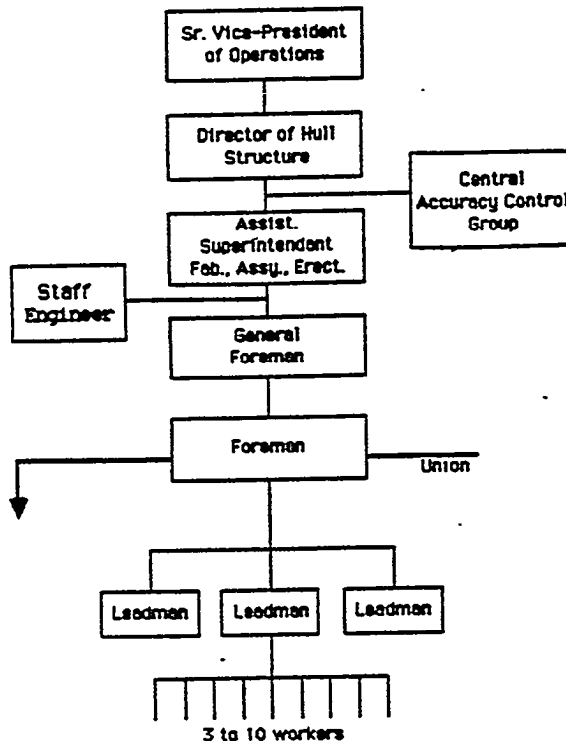 Sr. Vice-President
of Operations
Director of Hull
Structure
Central
Accuracy Control
Group
Assist.
Superintendant
Fab., Assy., Erect.
Staff
Engineer
General
Foreman
Foreman
Union
Leadman
Leadman
Leadman
3 to 10 workers